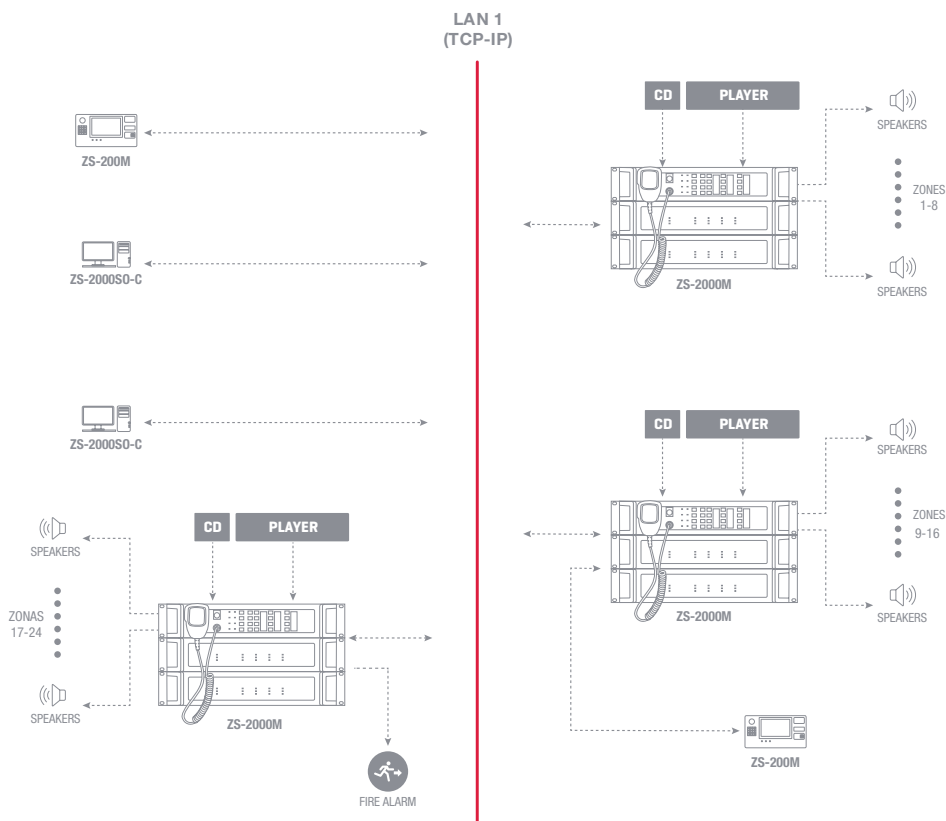 LAN 1
(TCP-IP)
CD PLAYER
SPEAKERS
ZS-200M
ZONES
1-8
ZS-2000SO-C
ZS-2000M
SPEAKERS
CD PLAYER
ZS-2000SO-C
SPEAKERS
CD PLAYER
ZONES
9-16
SPEAKERS
ZONAS
17-24
ZS-2000M
SPEAKERS
SPEAKERS
ZS-2000M
ZS-200M
FIRE ALARM